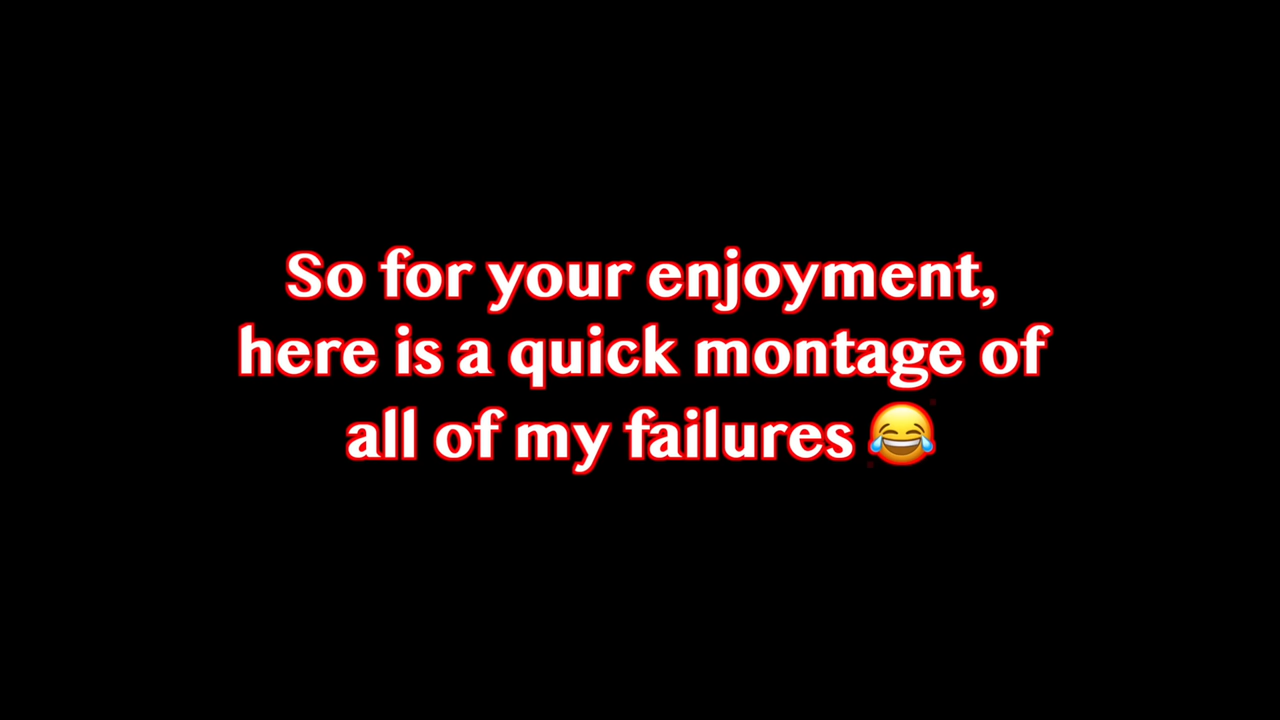 So for your enjoyment,
here is a quick montage of
all of my failures 😂